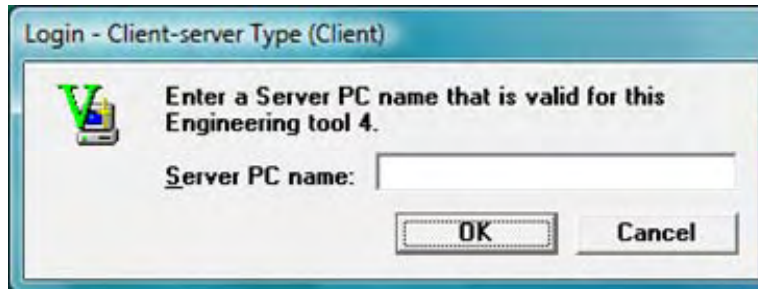 Login - Client-server Type (Client)
Enter a Server PC name that is valid for this
Engineering tool 4.
Server PC name:
OK
Cancel